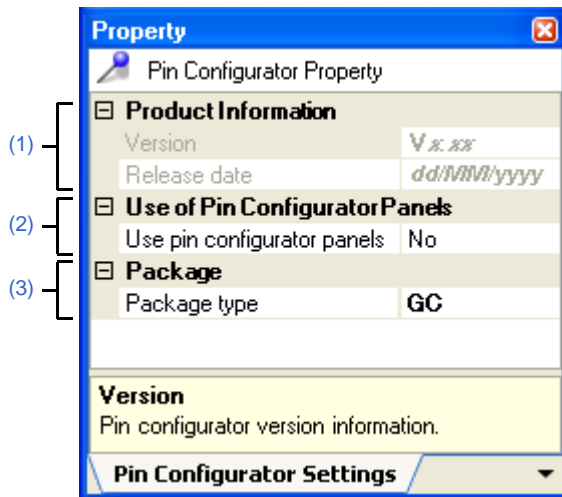 Property
Pin Configurator Property
(1)
Product Information
Version Vx.xx
Release date dd/MM/yyyy
(2)
Use of Pin Configurator Panels
Use pin configurator panels No
(3)
Package
Package type GC
Version
Pin configurator version information.
Pin Configurator Settings